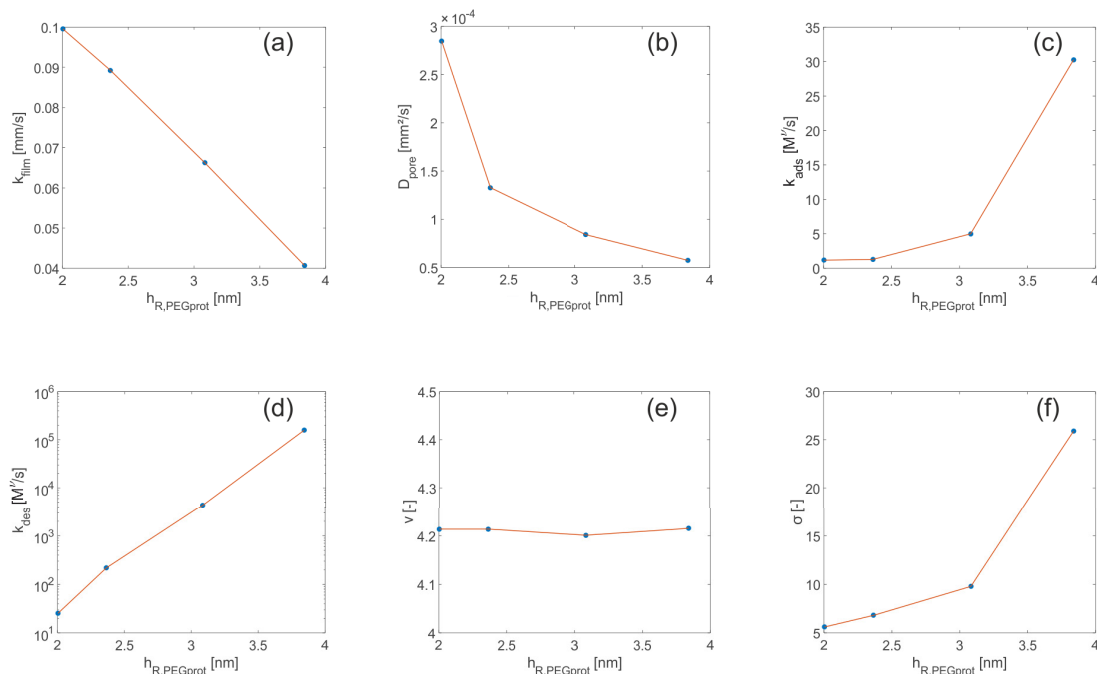 (a)
0.1
0.09
0.08
0.07
0.06
0.05
0.04
2 2.5 3 3.5 4
k_film [mm/s]
h_R,PEGprot [nm]
(b)
× 10^-4
3
2.5
2
1.5
1
0.5
2 2.5 3 3.5 4
D_pore [mm²/s]
h_R,PEGprot [nm]
(c)
35
30
25
20
15
10
5
0
2 2.5 3 3.5 4
k_ads [M^ν/s]
h_R,PEGprot [nm]
(d)
10^6
10^5
10^4
10^3
10^2
10^1
2 2.5 3 3.5 4
k_des [M^ν/s]
h_R,PEGprot [nm]
(e)
4.5
4.4
4.3
4.2
4.1
4
2 2.5 3 3.5 4
ν [-]
h_R,PEGprot [nm]
(f)
30
25
20
15
10
5
2 2.5 3 3.5 4
σ [-]
h_R,PEGprot [nm]